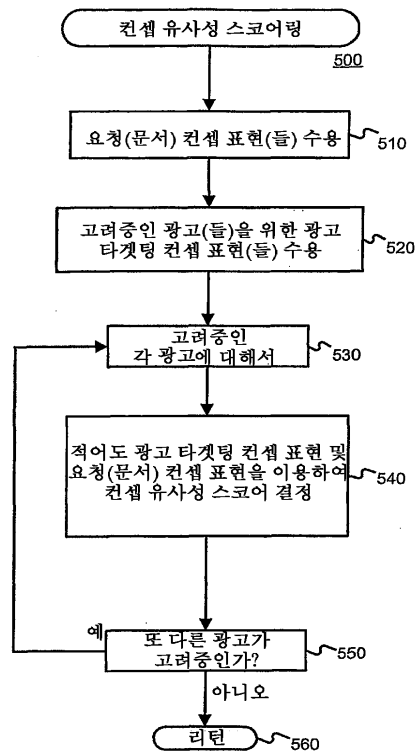 컨셉 유사성 스코어링
500
요청(문서) 컨셉 표현(들) 수용
510
고려중인 광고(들)을 위한 광고
타겟팅 컨셉 표현(들) 수용
520
고려중인
각 광고에 대해서
530
적어도 광고 타겟팅 컨셉 표현 및
요청(문서) 컨셉 표현을 이용하여
컨셉 유사성 스코어 결정
540
예
또 다른 광고가
고려중인가?
550
아니오
리턴
560